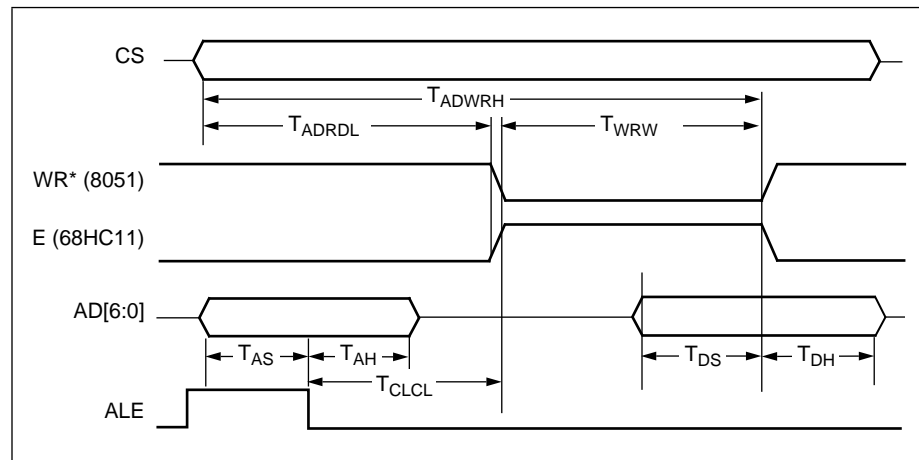 CS
TADWRH
TADRDL TWRW
WR* (8051)
E (68HC11)
AD[6:0]
TAS TAH TDS TDH
TCLCL
ALE